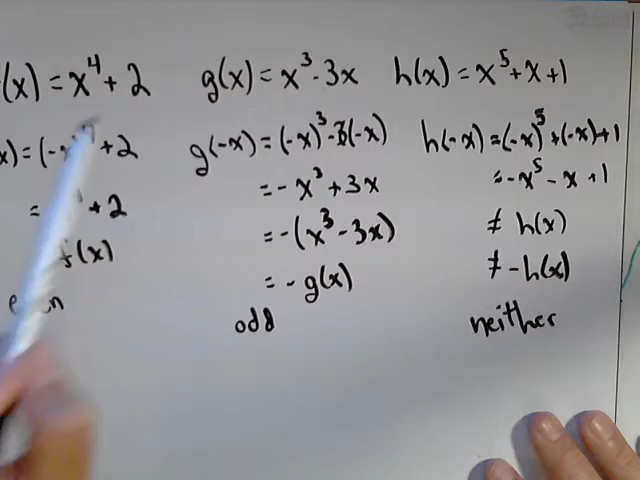 (x) = x⁴ + 2
x) = (-x +2
= +2
f(x)
even
g(x) = x³ - 3x
g(-x) = (-x)³ - 3(-x)
= -x³ + 3x
= -(x³ - 3x)
= -g(x)
odd
h(x) = x⁵ + x + 1
h(-x) = (-x)⁵ + (-x) + 1
= -x⁵ - x + 1
≠ h(x)
≠ -h(x)
neither